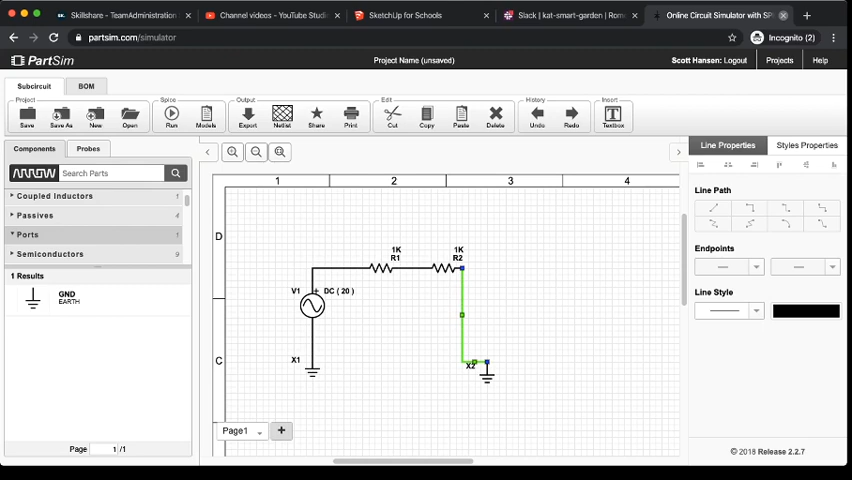 Skillshare - TeamAdministration
Channel videos - YouTube Studi
SketchUp for Schools
Slack | kat-smart-garden | Rom
Online Circuit Simulator with SP
partsim.com/simulator
Incognito (2)
PartSim
Project Name (unsaved)
Scott Hansen: Logout
Projects
Help
Subcircuit
BOM
Project
Spice
Output
Edit
History
Insert
Save
Save As
New
Open
Run
Models
Export
Netlist
Share
Print
Cut
Copy
Paste
Delete
Undo
Redo
Textbox
Components
Probes
Line Properties
Styles Properties
ARROW
Search Parts
Coupled Inductors 1
Passives 4
Ports 1
Semiconductors 9
1 Results
GND
EARTH
Page 1 /1
1 2 3 4
D
C
1K
R1
1K
R2
V1
DC ( 20 )
X1
X2
Page1
Line Path
Endpoints
Line Style
© 2018 Release 2.2.7